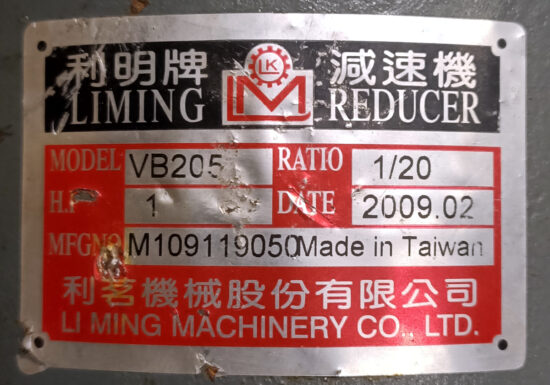 利明牌 減速機
LIMING LK M REDUCER
MODEL VB205 RATIO 1/20
H.P 1 DATE 2009.02
MFGNO M109119050 Made in Taiwan
利茗機械股份有限公司
LI MING MACHINERY CO. LTD.